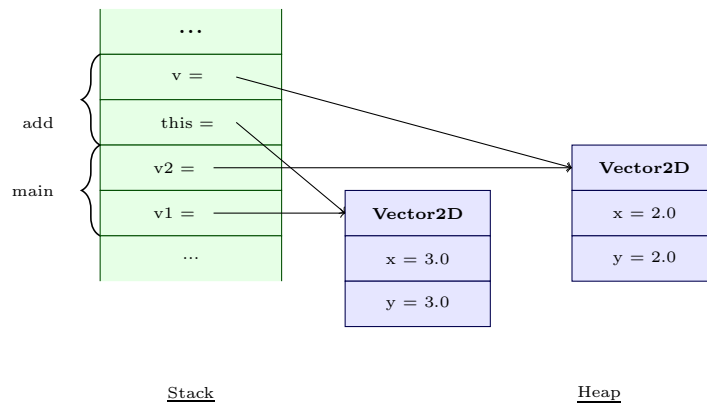 ...
v =
add
this =
v2 =
main
v1 =
...
Vector2D
x = 3.0
y = 3.0
Vector2D
x = 2.0
y = 2.0
Stack
Heap